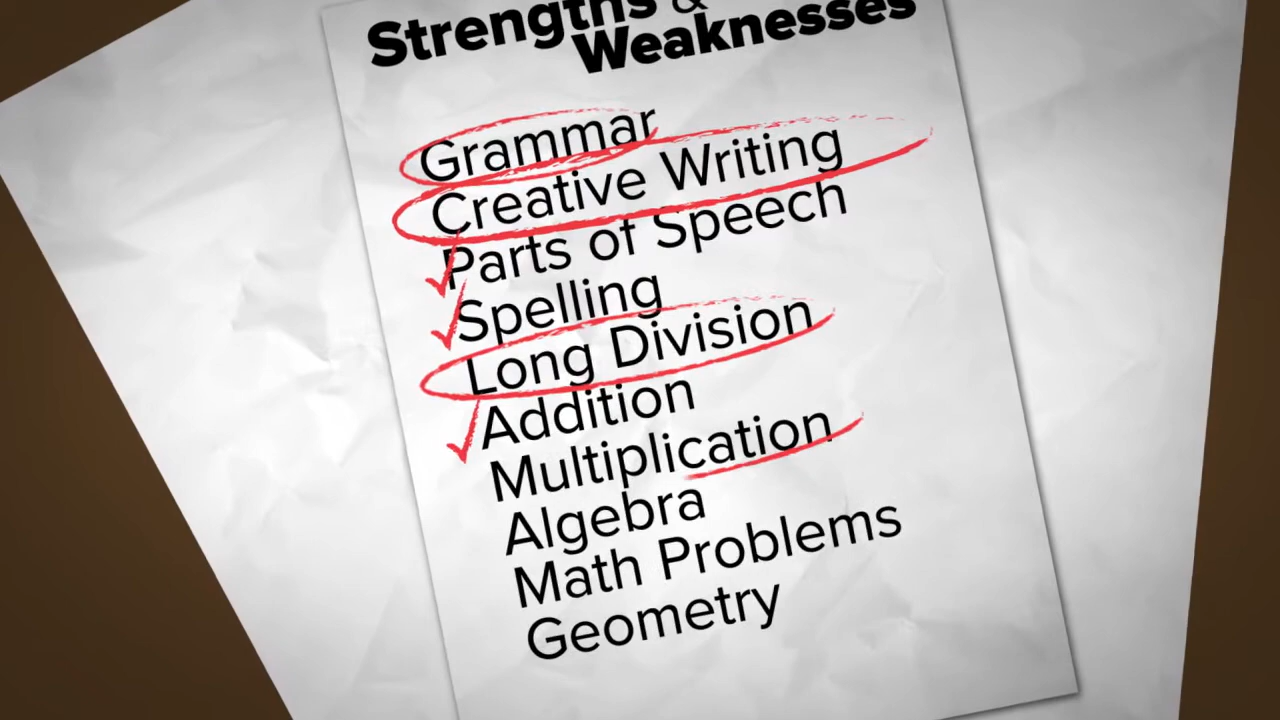 Strengths &
Weaknesses
Grammar
Creative Writing
Parts of Speech
Spelling
Long Division
Addition
Multiplication
Algebra
Math Problems
Geometry